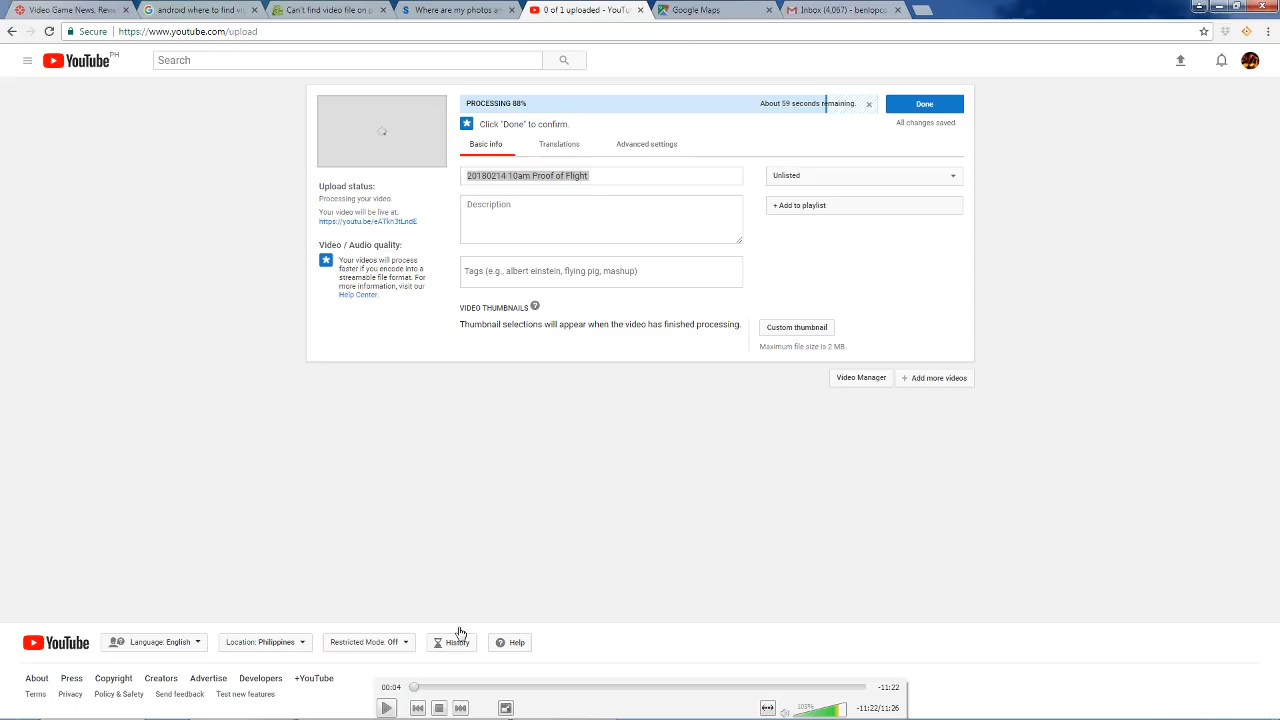 Video Game News, Rev
android where to find vi
Can't find video file on p
Where are my photos an
0 of 1 uploaded - YouTu
Google Maps
Inbox (4,067) - benlopcu
Secure
https://www.youtube.com/upload
YouTube PH
Search
PROCESSING 88%
About 59 seconds remaining.
Done
Click "Done" to confirm.
All changes saved.
Basic info
Translations
Advanced settings
20180214 10am Proof of Flight
Unlisted
Upload status:
Processing your video.
Your video will be live at:
https://youtu.be/eATkh3tLndE
Description
+ Add to playlist
Video / Audio quality:
Your videos will process
faster if you encode into a
streamable file format. For
more information, visit our
Help Center.
Tags (e.g., albert einstein, flying pig, mashup)
VIDEO THUMBNAILS ?
Thumbnail selections will appear when the video has finished processing.
Custom thumbnail
Maximum file size is 2 MB.
Video Manager
+ Add more videos
YouTube
Language: English
Location: Philippines
Restricted Mode: Off
History
Help
About
Press
Copyright
Creators
Advertise
Developers
+YouTube
Terms
Privacy
Policy & Safety
Send feedback
Test new features
00:04
-11:22
103%
-11:22/11:26